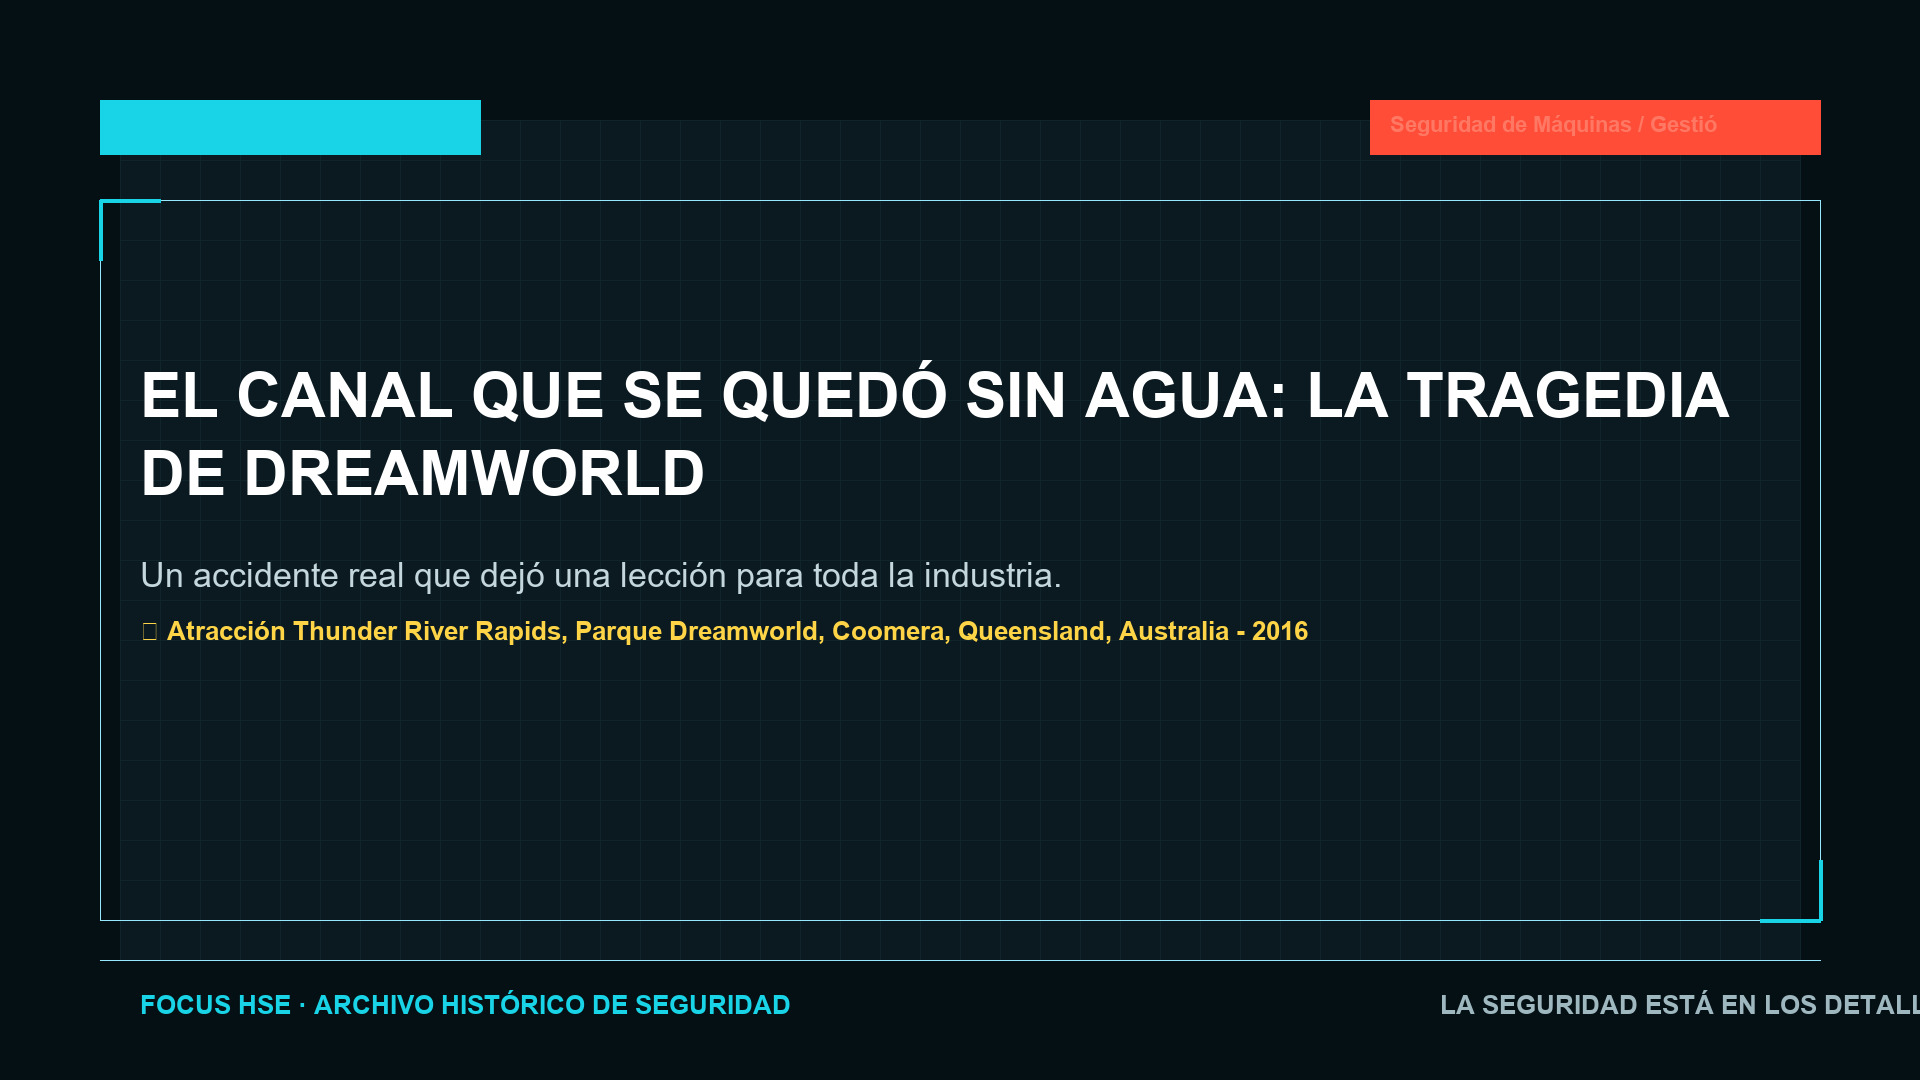 Seguridad de Máquinas / Gestió
EL CANAL QUE SE QUEDÓ SIN AGUA: LA TRAGEDIA
DE DREAMWORLD
Un accidente real que dejó una lección para toda la industria.
Atracción Thunder River Rapids, Parque Dreamworld, Coomera, Queensland, Australia - 2016
FOCUS HSE · ARCHIVO HISTÓRICO DE SEGURIDAD
LA SEGURIDAD ESTÁ EN LOS DETALL